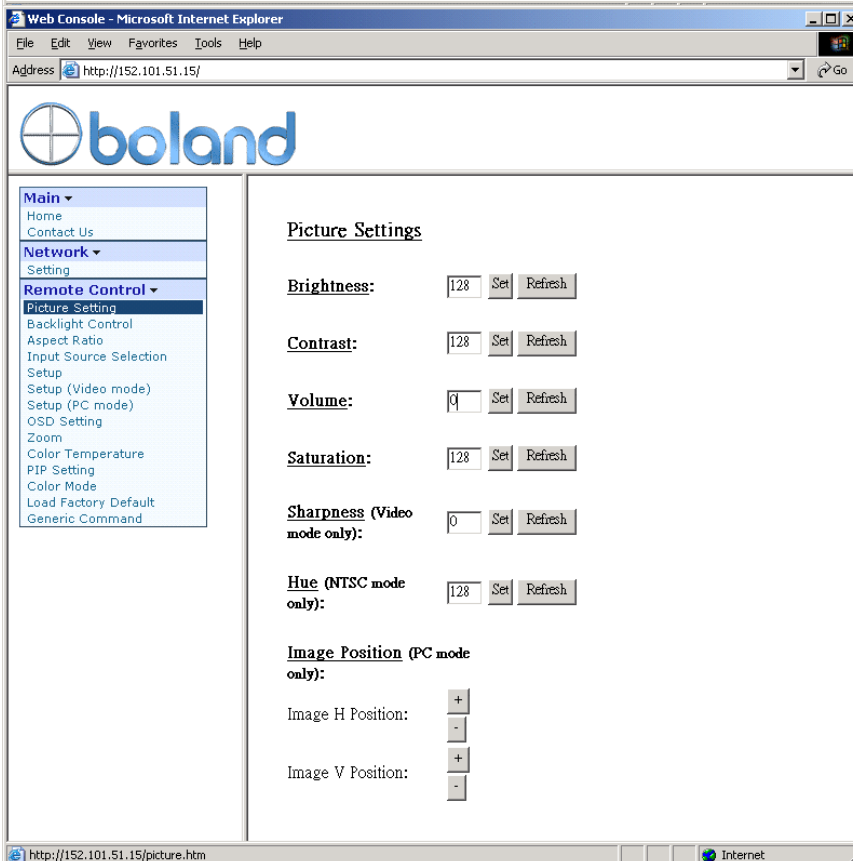 Web Console - Microsoft Internet Explorer
File Edit View Favorites Tools Help
Address http://152.101.51.15/ Go
boland
Main
Home
Contact Us
Network
Setting
Remote Control
Picture Setting
Backlight Control
Aspect Ratio
Input Source Selection
Setup
Setup (Video mode)
Setup (PC mode)
OSD Setting
Zoom
Color Temperature
PIP Setting
Color Mode
Load Factory Default
Generic Command
Picture Settings
Brightness: 128 Set Refresh
Contrast: 128 Set Refresh
Volume: 0 Set Refresh
Saturation: 128 Set Refresh
Sharpness (Video
mode only): 0 Set Refresh
Hue (NTSC mode
only): 128 Set Refresh
Image Position (PC mode
only):
Image H Position: +
-
Image V Position: +
-
http://152.101.51.15/picture.htm Internet